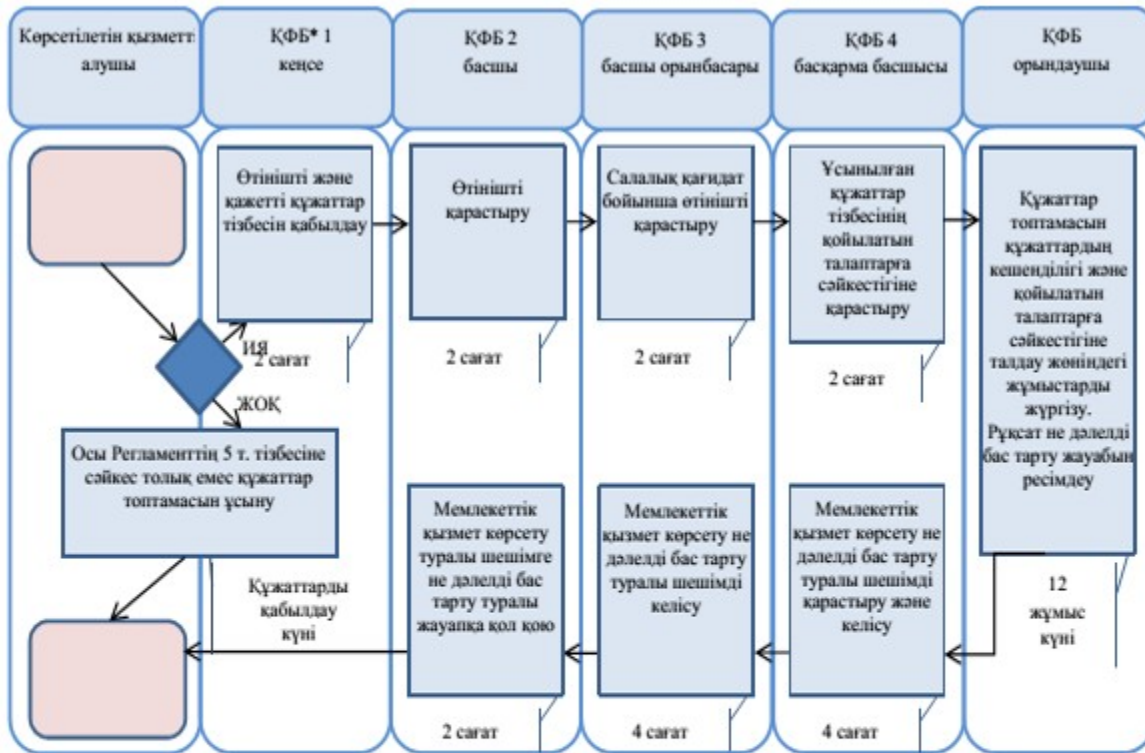 Көрсетілетін қызметті
алушы
ҚФБ* 1
кеңсе
ҚФБ 2
басшы
ҚФБ 3
басшы орынбасары
ҚФБ 4
басқарма басшысы
ҚФБ
орындаушы
Өтінішті және
қажетті құжаттар
тізбесін қабылдау
Өтінішті
қарастыру
Салалық қағидат
бойынша өтінішті
қарастыру
Ұсынылған
құжаттар
тізбесінің
қойылатын
талаптарға
сәйкестігіне
қарастыру
Құжаттар
топтамасын
құжаттардың
кешенділігі және
қойылатын
талаптарға
сәйкестігіне
талдау жөніндегі
жұмыстарды
жүргізу.
Рұқсат не дәлелді
бас тарту жауабын
ресімдеу
ИЯ
2 сағат
2 сағат
2 сағат
2 сағат
ЖОҚ
Осы Регламенттің 5 т. тізбесіне
сәйкес толық емес құжаттар
топтамасын ұсыну
Құжаттарды
қабылдау
күні
Мемлекеттік
қызмет көрсету
туралы шешімге
не дәлелді бас
тарту туралы
жауапқа қол қою
Мемлекеттік
қызмет көрсету не
дәлелді бас тарту
туралы шешімді
келісу
Мемлекеттік
қызмет көрсету не
дәлелді бас тарту
туралы шешімді
қарастыру және
келісу
12
жұмыс
күні
2 сағат
4 сағат
4 сағат